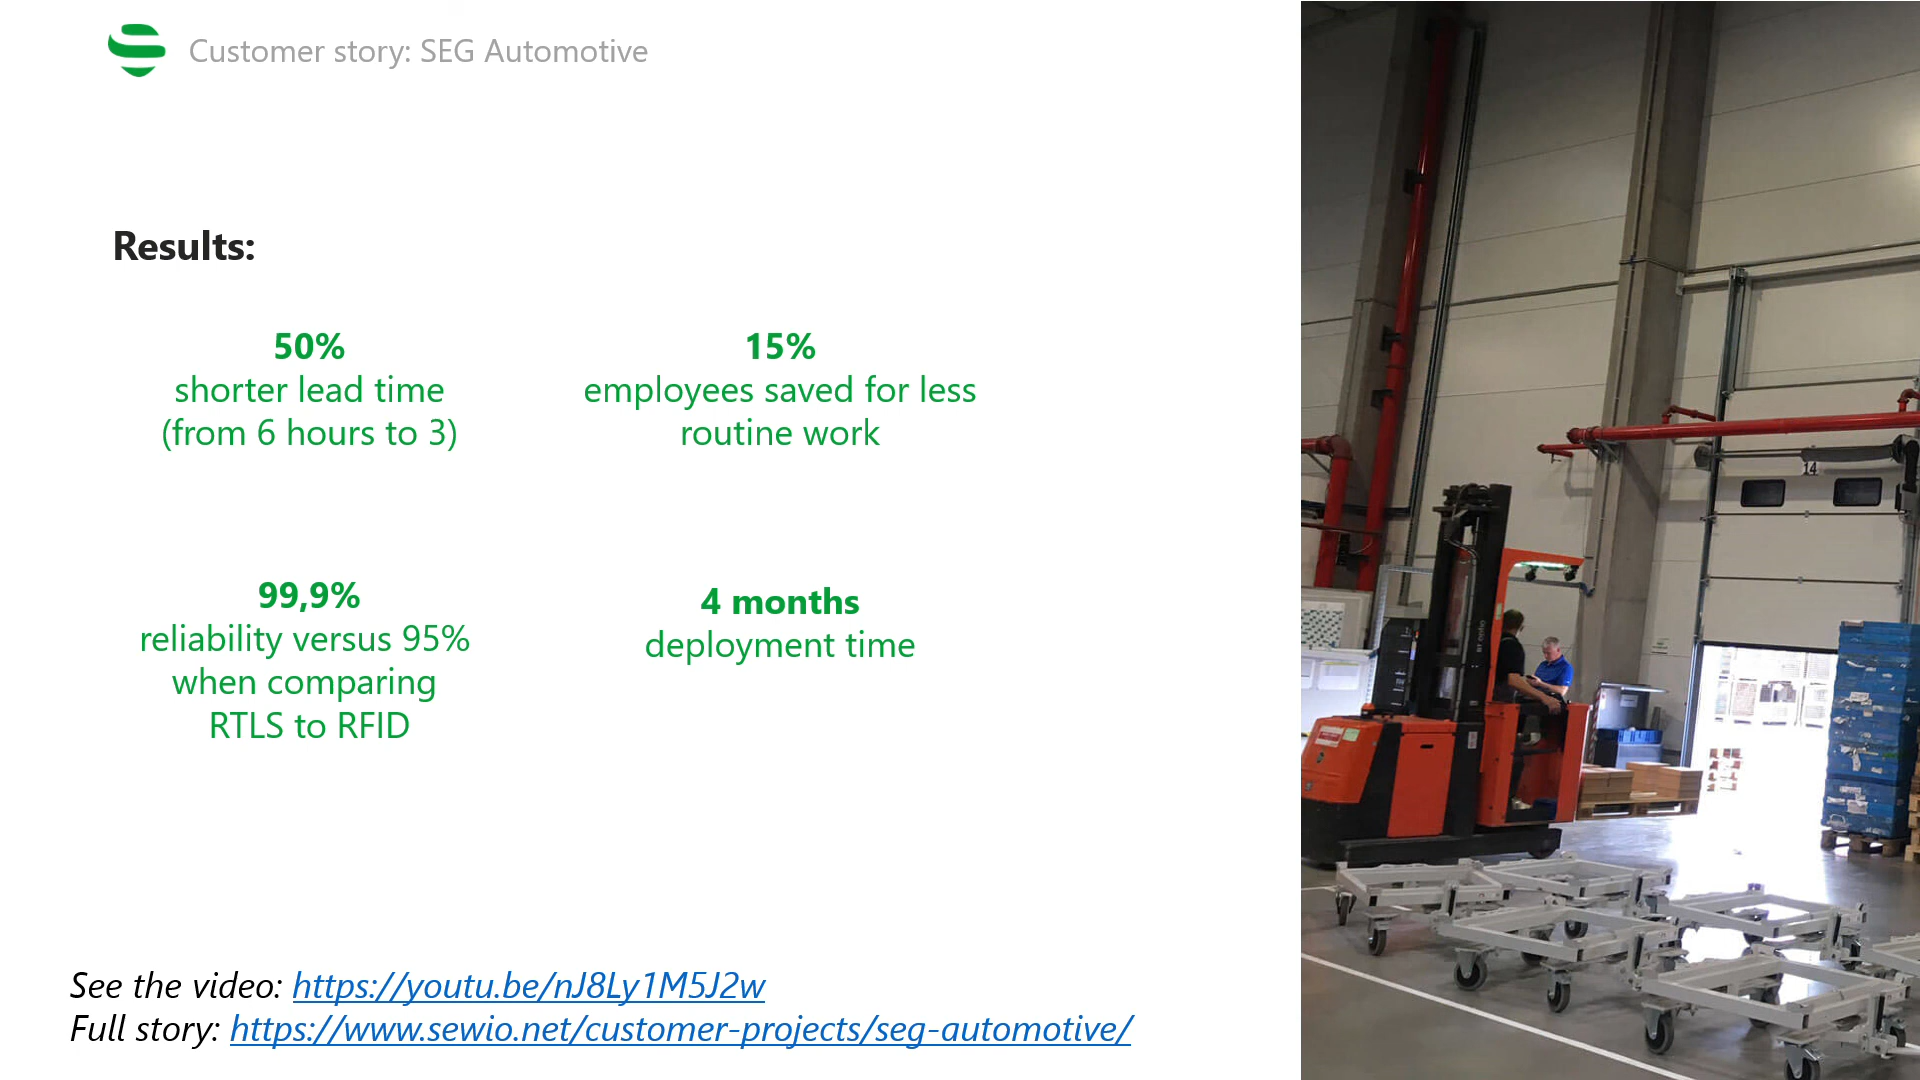 Customer story: SEG Automotive
Results:
50%
shorter lead time
(from 6 hours to 3)
15%
employees saved for less
routine work
99,9%
reliability versus 95%
when comparing
RTLS to RFID
4 months
deployment time
See the video: https://youtu.be/nJ8Ly1M5J2w
Full story: https://www.sewio.net/customer-projects/seg-automotive/
14